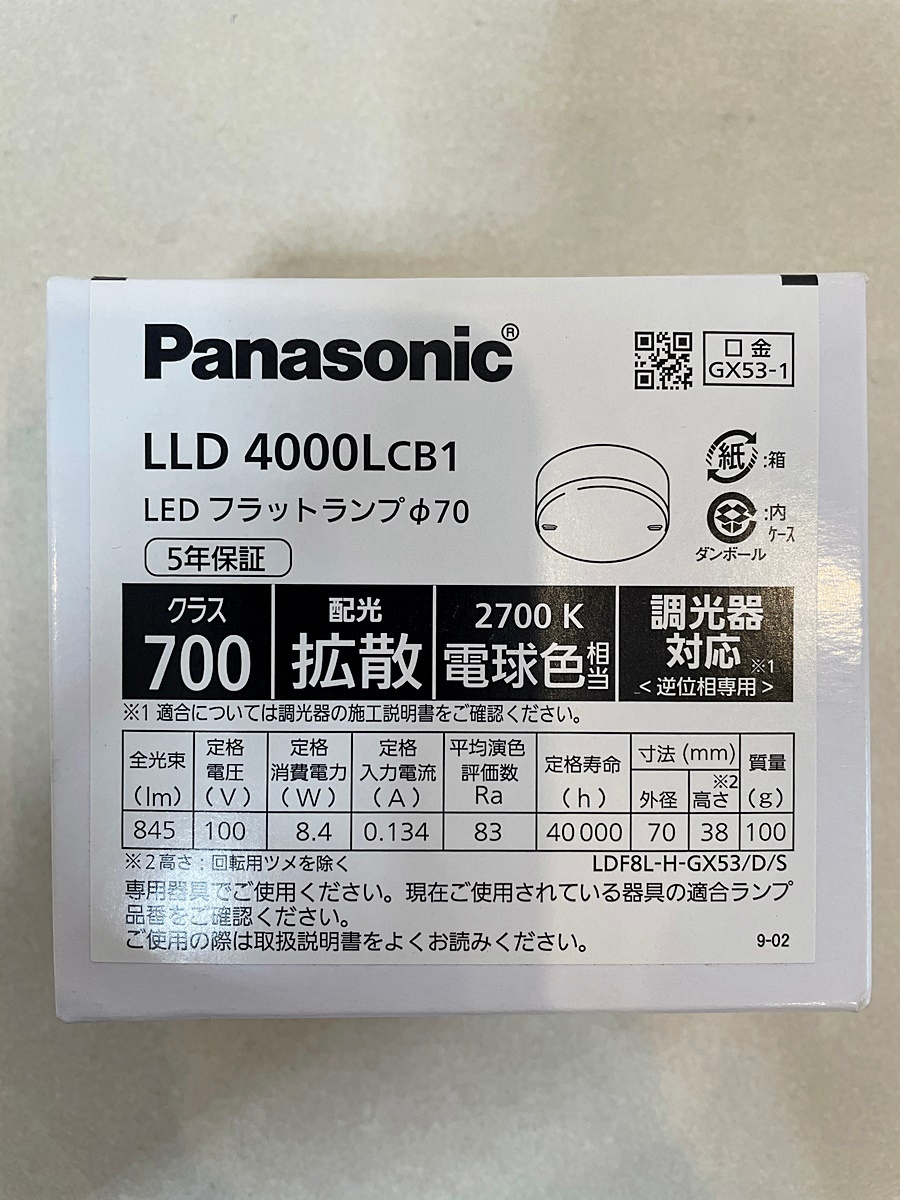 Panasonic®
口金
GX53-1
LLD 4000LCB1
紙 :箱
LED フラットランプφ70
:内ケース
ダンボール
5年保証
クラス
700
配光
拡散
2700 K
電球色相当
調光器
対応※1
<逆位相専用>
※1 適合については調光器の施工説明書をご確認ください。
全光束 (lm) 定格電圧 (V) 定格消費電力 (W) 定格入力電流 (A) 平均演色評価数 Ra 定格寿命 (h) 寸法 (mm) 外径 高さ※2 質量 (g)
845 100 8.4 0.134 83 40000 70 38 100
※2 高さ:回転用ツメを除く LDF8L-H-GX53/D/S
専用器具でご使用ください。現在ご使用されている器具の適合ランプ
品番をご確認ください。
ご使用の際は取扱説明書をよくお読みください。 9-02